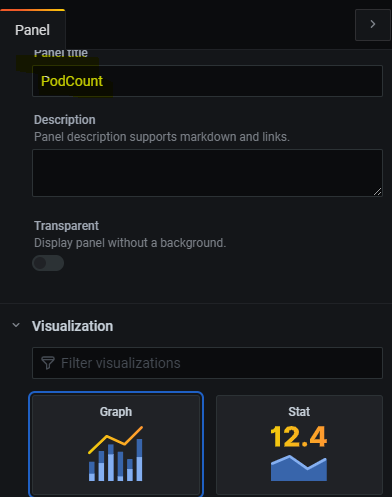 Panel
Panel title
PodCount
Description
Panel description supports markdown and links.
Transparent
Display panel without a background.
Visualization
Filter visualizations
Graph
Stat
12.4